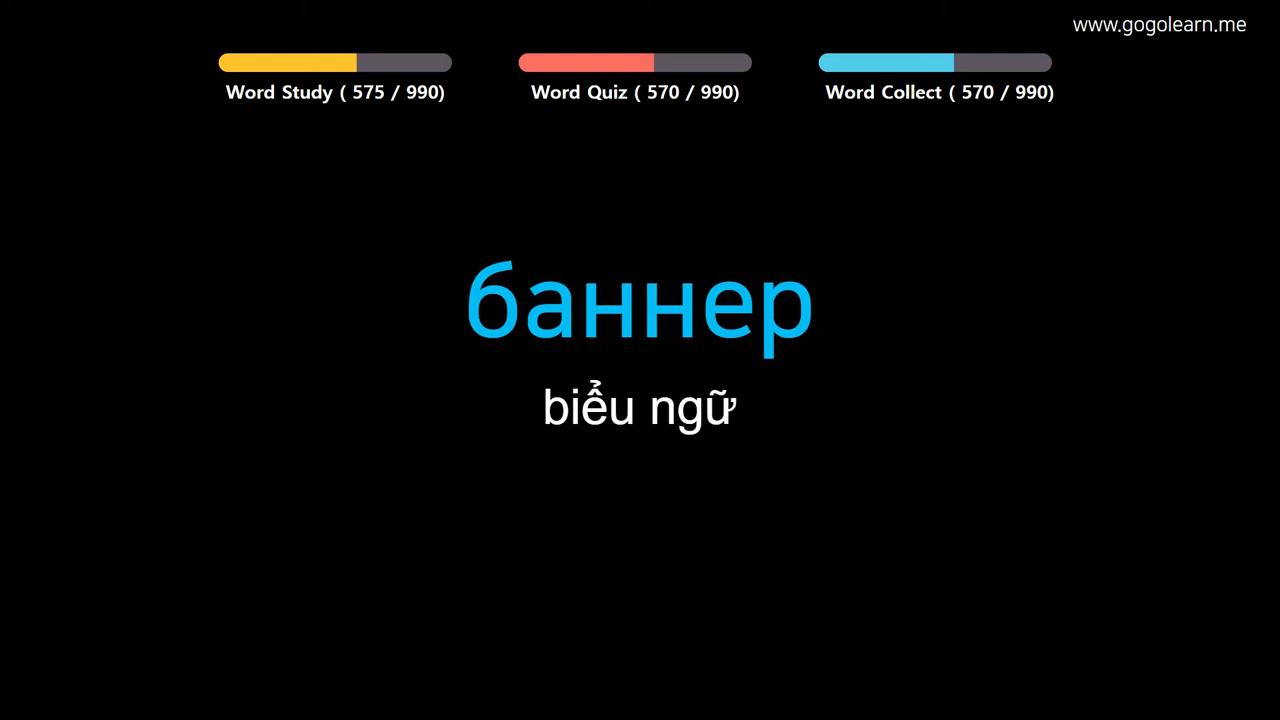 www.gogolearn.me
Word Study ( 575 / 990)
Word Quiz ( 570 / 990)
Word Collect ( 570 / 990)
баннер
biểu ngữ